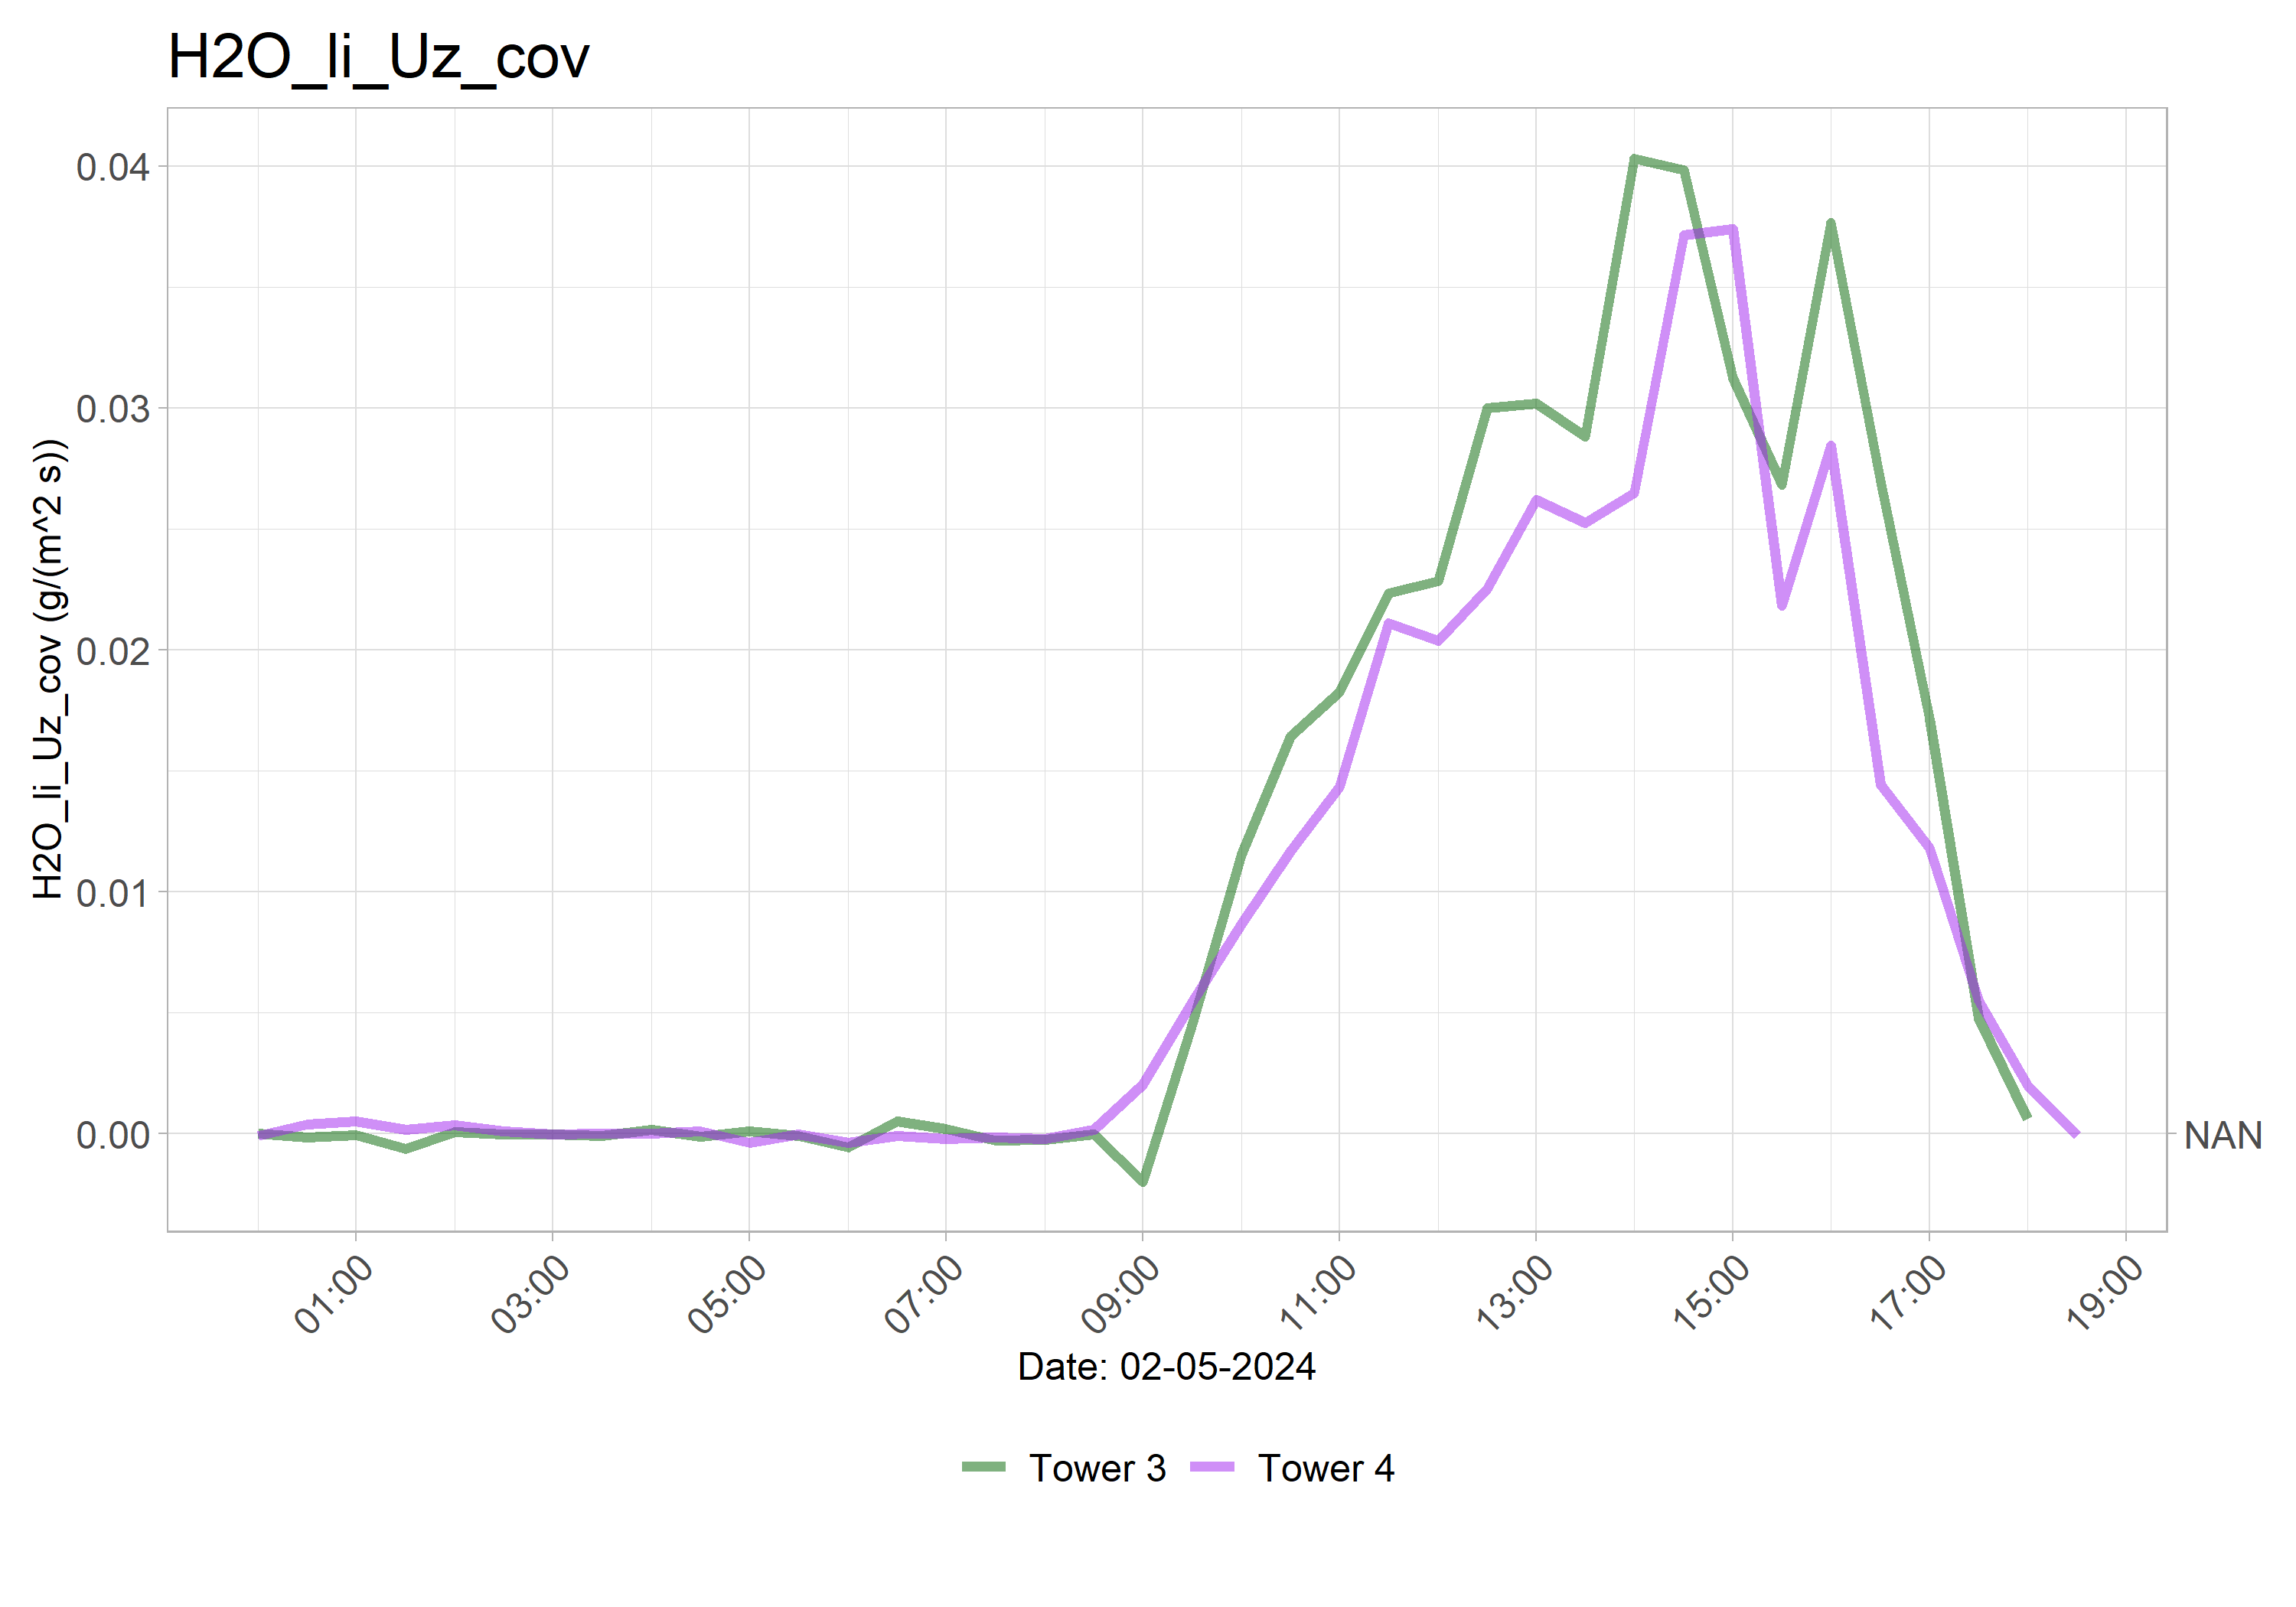 H2O_li_Uz_cov
H2O_li_Uz_cov (g/(m^2 s))
0.04
0.03
0.02
0.01
0.00
NAN
01:00
03:00
05:00
07:00
09:00
11:00
13:00
15:00
17:00
19:00
Date: 02-05-2024
Tower 3
Tower 4